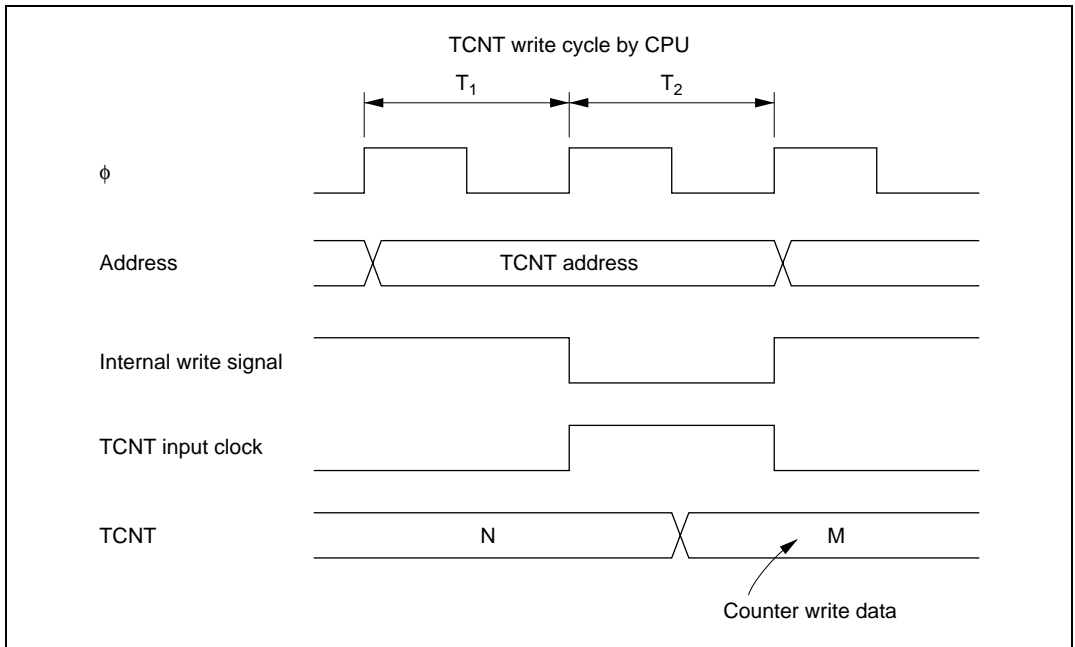 TCNT write cycle by CPU
T1 T2
ϕ
Address TCNT address
Internal write signal
TCNT input clock
TCNT N M
Counter write data